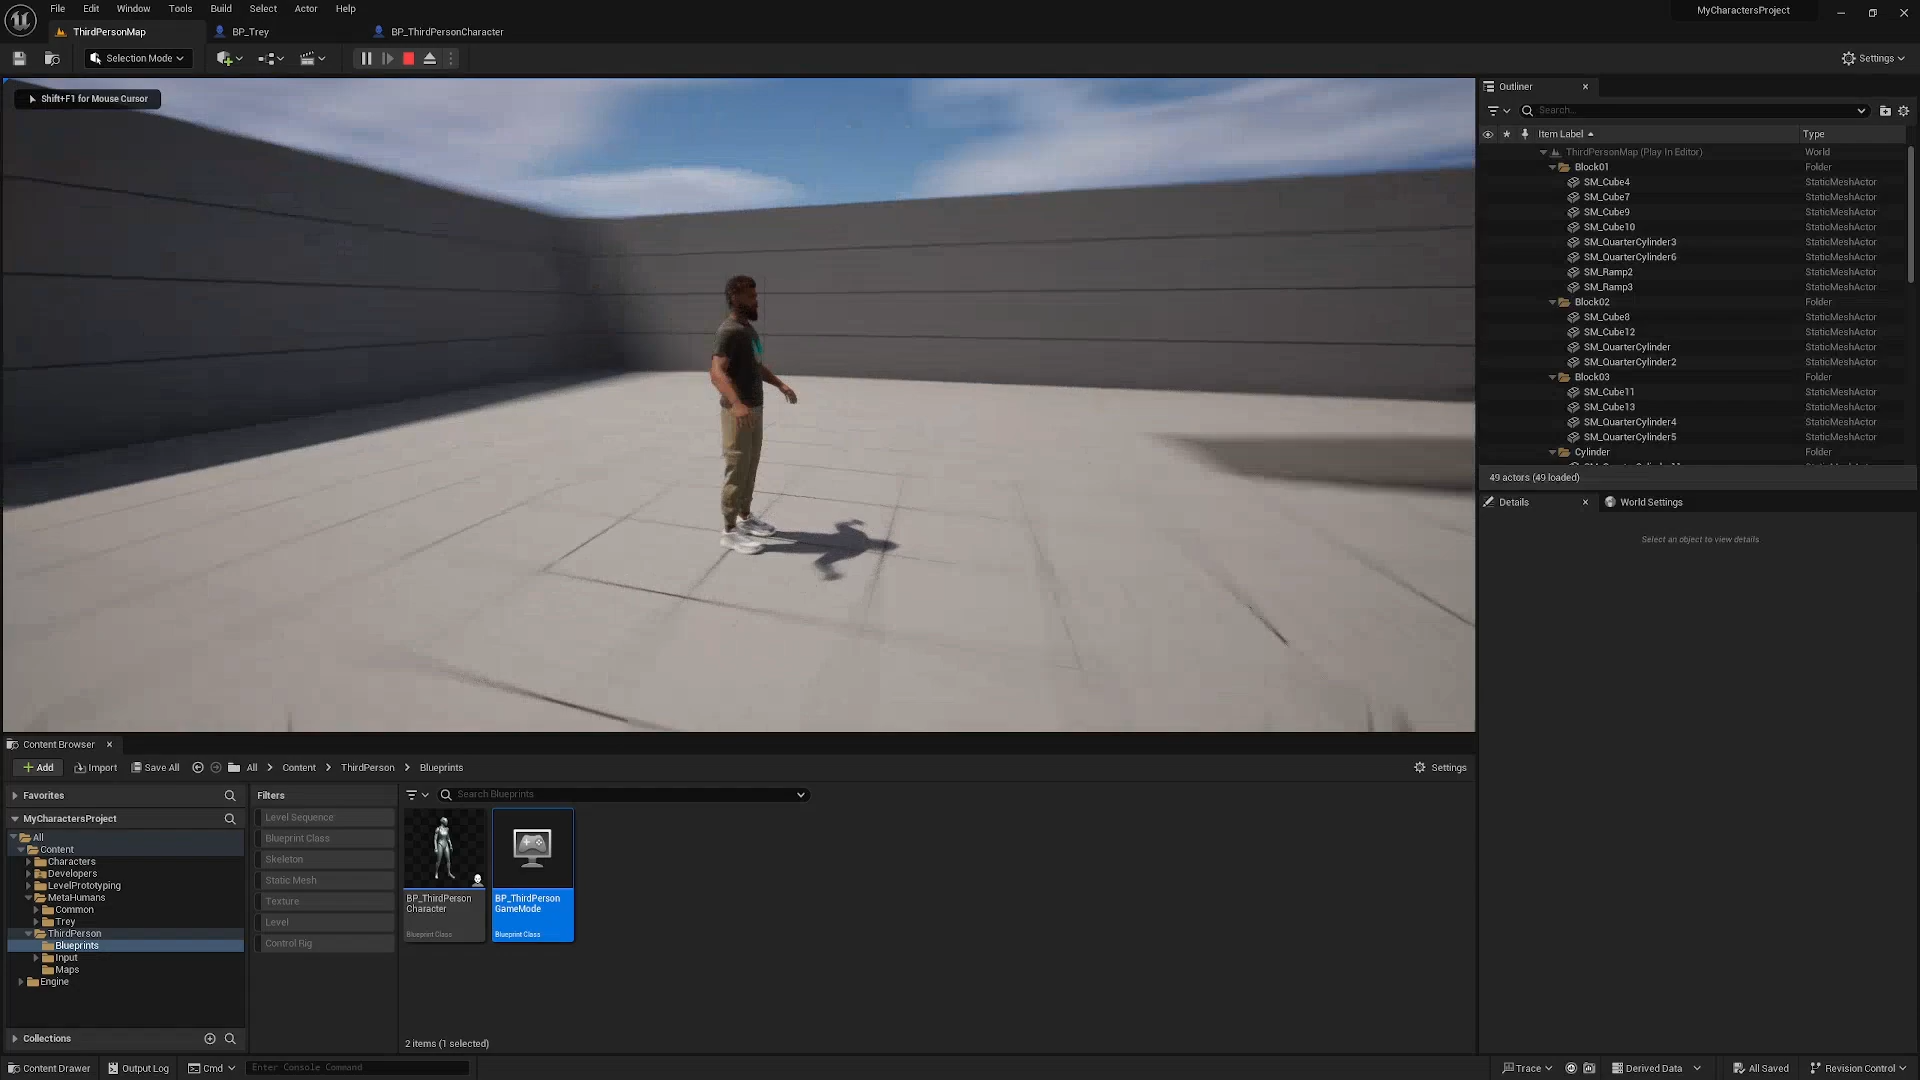 File Edit Window Tools Build Select Actor Help
MyCharactersProject
ThirdPersonMap
BP_Trey
BP_ThirdPersonCharacter
Selection Mode
Settings
Shift+F1 for Mouse Cursor
Outliner
Search...
Item Label
Type
ThirdPersonMap (Play In Editor) World
Block01 Folder
SM_Cube4 StaticMeshActor
SM_Cube7 StaticMeshActor
SM_Cube9 StaticMeshActor
SM_Cube10 StaticMeshActor
SM_QuarterCylinder3 StaticMeshActor
SM_QuarterCylinder6 StaticMeshActor
SM_Ramp2 StaticMeshActor
SM_Ramp3 StaticMeshActor
Block02 Folder
SM_Cube8 StaticMeshActor
SM_Cube12 StaticMeshActor
SM_QuarterCylinder StaticMeshActor
SM_QuarterCylinder2 StaticMeshActor
Block03 Folder
SM_Cube11 StaticMeshActor
SM_Cube13 StaticMeshActor
SM_QuarterCylinder4 StaticMeshActor
SM_QuarterCylinder5 StaticMeshActor
Cylinder Folder
49 actors (49 loaded)
Details
World Settings
Select an object to view details
Content Browser
Add
Import
Save All
All > Content > ThirdPerson > Blueprints
Settings
Favorites
MyCharactersProject
All
Content
Characters
Developers
LevelPrototyping
MetaHumans
Common
Trey
ThirdPerson
Blueprints
Input
Maps
Engine
Collections
Filters
Level Sequence
Blueprint Class
Skeleton
Static Mesh
Texture
Level
Control Rig
Search Blueprints
BP_ThirdPerson
Character
Blueprint Class
BP_ThirdPerson
GameMode
Blueprint Class
2 items (1 selected)
Content Drawer
Output Log
Cmd
Enter Console Command
Trace
Derived Data
All Saved
Revision Control